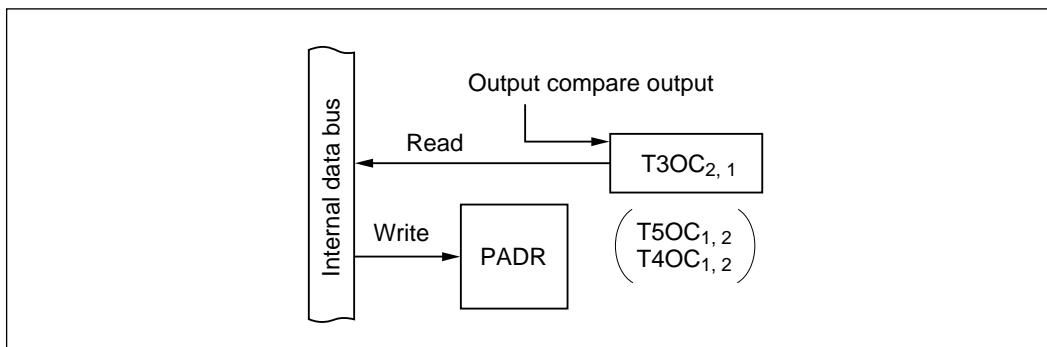 Internal data bus
Output compare output
Read
T3OC2, 1
Write
PADR
T5OC1, 2
T4OC1, 2